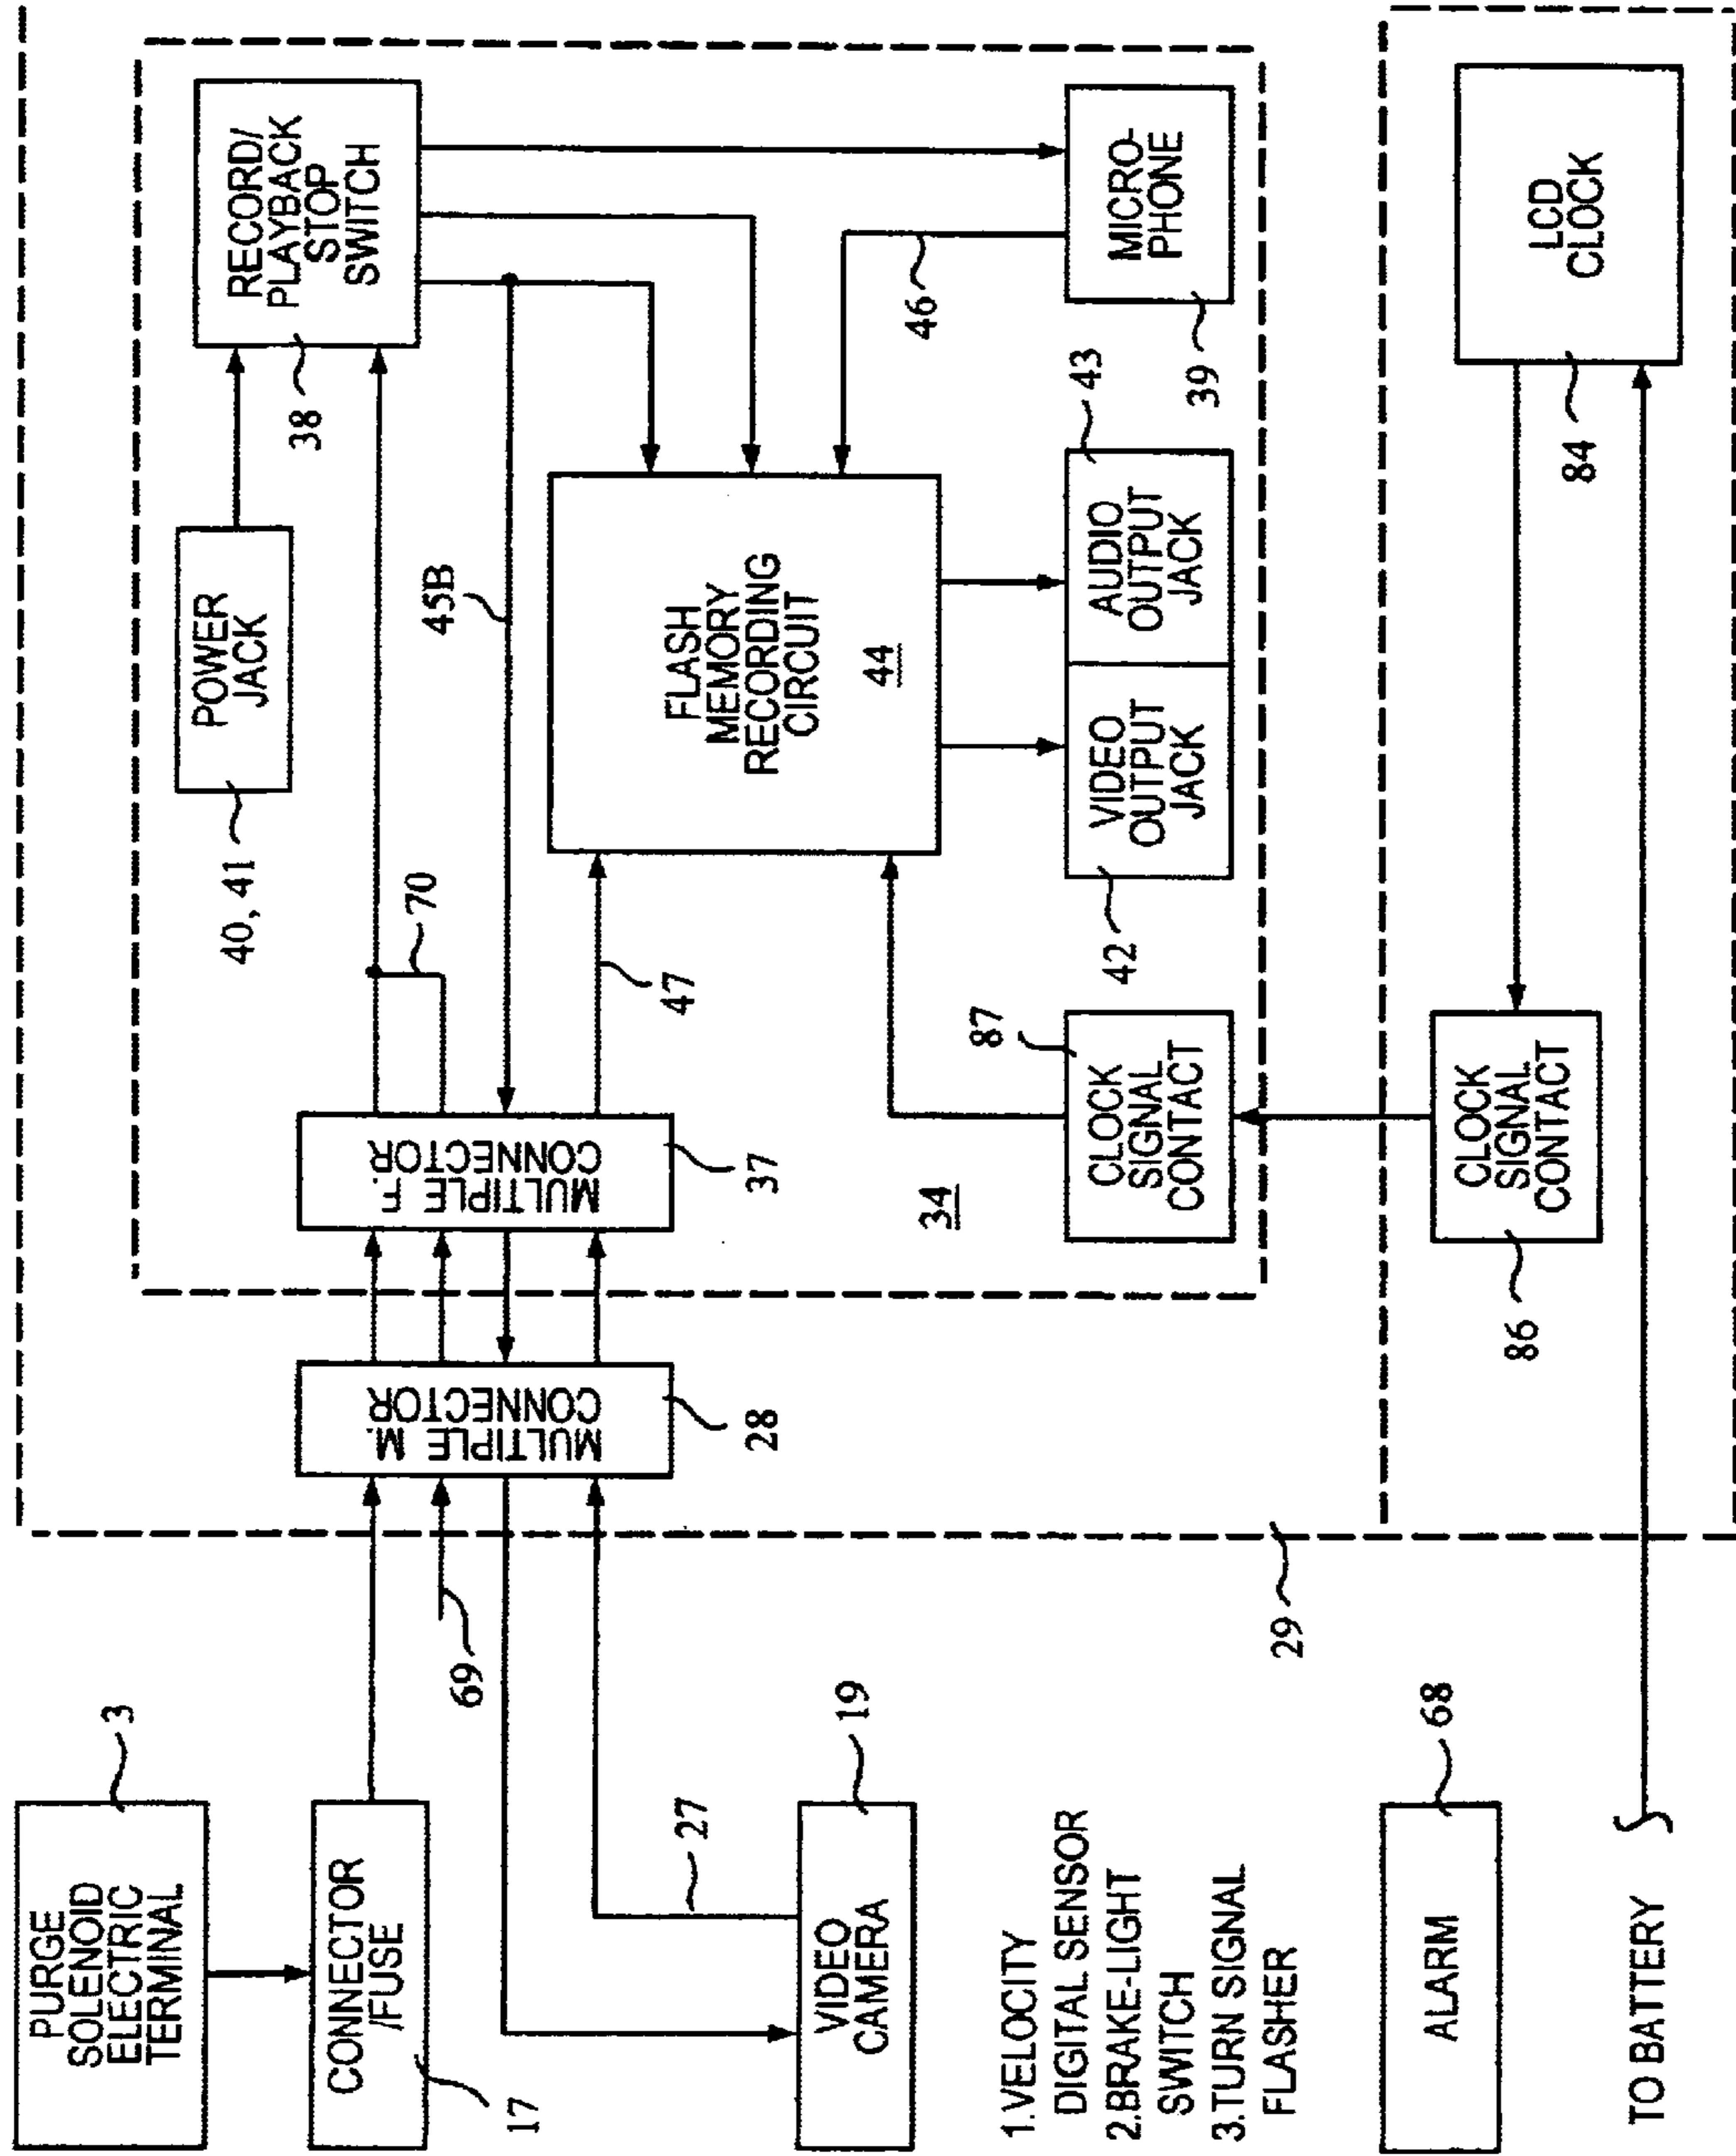 PURGE
SOLENOID
ELECTRIC
TERMINAL
3
CONNECTOR
/FUSE
17
69
VIDEO
CAMERA
19
27
1.VELOCITY
DIGITAL SENSOR
2.BRAKE-LIGHT
SWITCH
3.TURN SIGNAL
FLASHER
ALARM
68
TO BATTERY
29
MULTIPLE M.
CONNECTOR
28
MULTIPLE F.
CONNECTOR
37
70
45B
47
34
POWER
JACK
40, 41
RECORD/
PLAYBACK
STOP
SWITCH
38
FLASH
MEMORY
RECORDING
CIRCUIT
44
46
MICRO-
PHONE
39
VIDEO
OUTPUT
JACK
42
AUDIO
OUTPUT
JACK
43
CLOCK
SIGNAL
CONTACT
87
CLOCK
SIGNAL
CONTACT
86
LCD
CLOCK
84